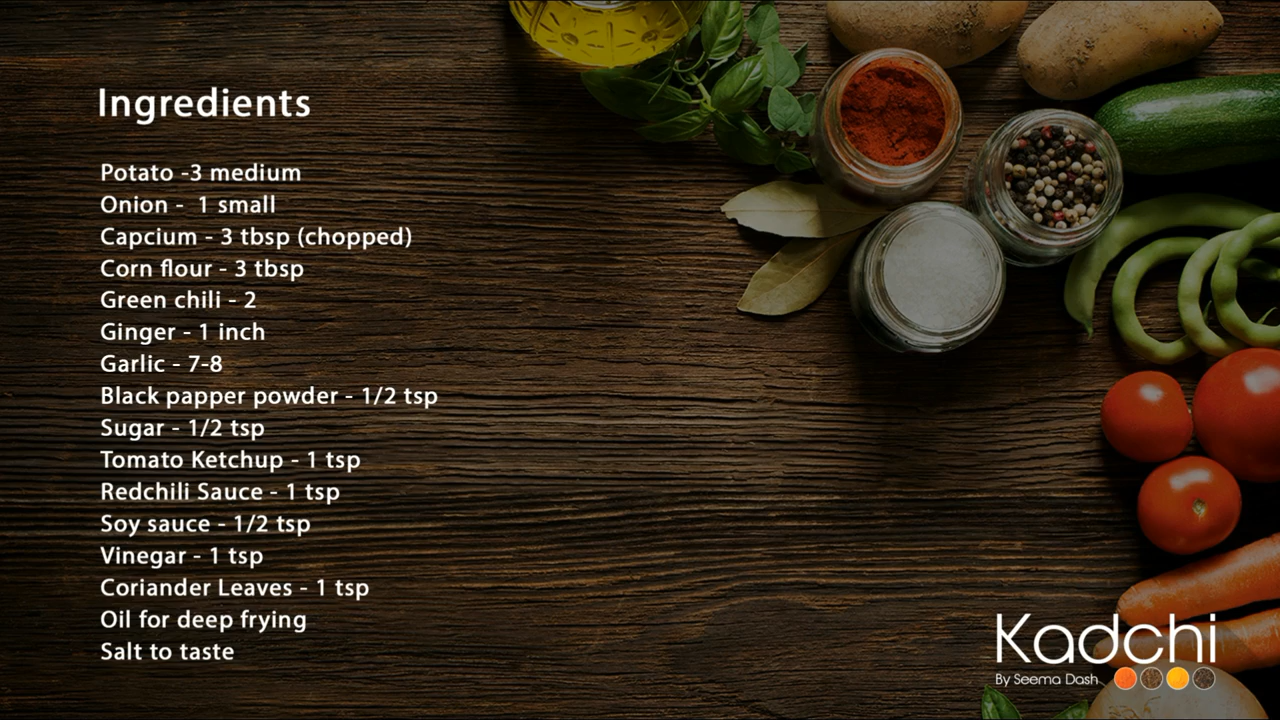 Ingredients
Potato -3 medium
Onion -  1 small
Capcium - 3 tbsp (chopped)
Corn flour - 3 tbsp
Green chili - 2
Ginger - 1 inch
Garlic - 7-8
Black papper powder - 1/2 tsp
Sugar - 1/2 tsp
Tomato Ketchup - 1 tsp
Redchili Sauce - 1 tsp
Soy sauce - 1/2 tsp
Vinegar - 1 tsp
Coriander Leaves - 1 tsp
Oil for deep frying
Salt to taste
Kadchi
By Seema Dash